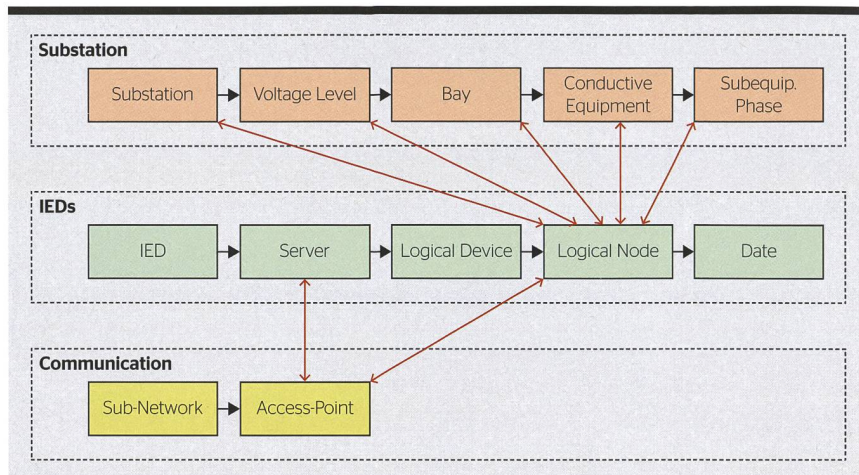 Substation
Substation
Voltage Level
Bay
Conductive
Equipment
Subequip.
Phase
IEDs
IED
Server
Logical Device
Logical Node
Date
Communication
Sub-Network
Access-Point